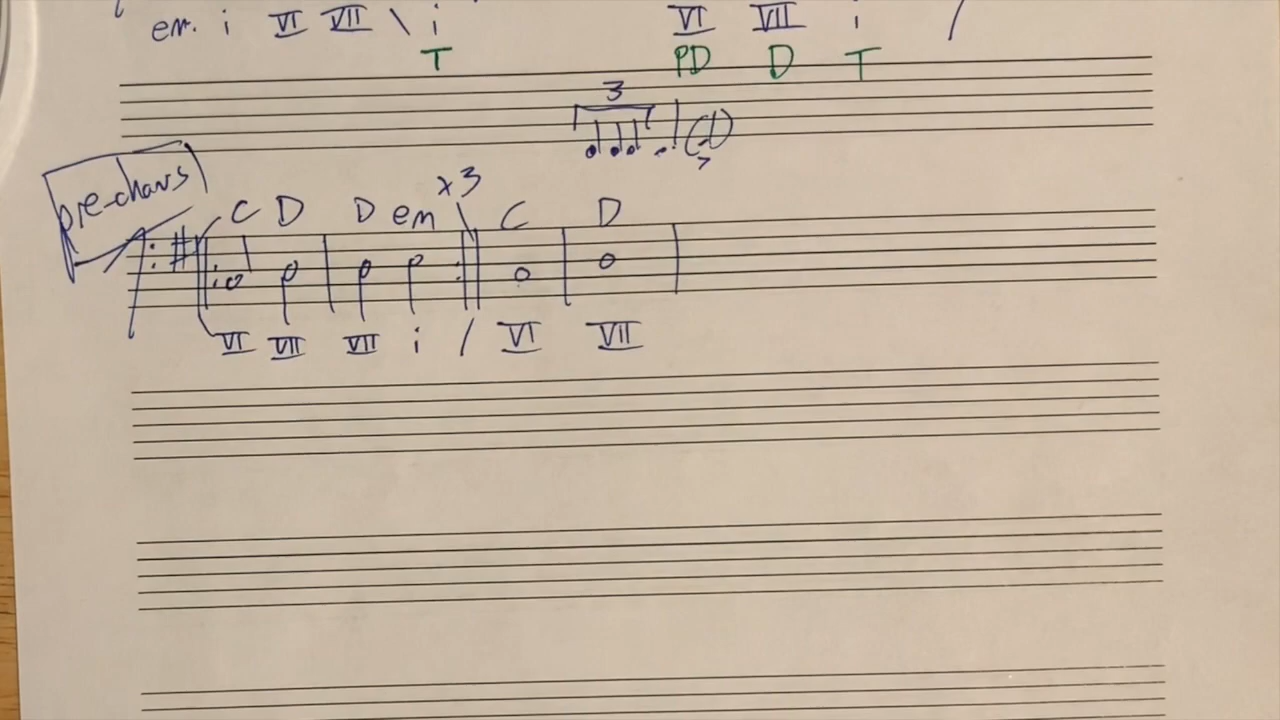 em. i VI VII \ i VI VII i /
T PD D T
3
pre-chorus
x3
C D D em C D
VI VII VII i / VI VII